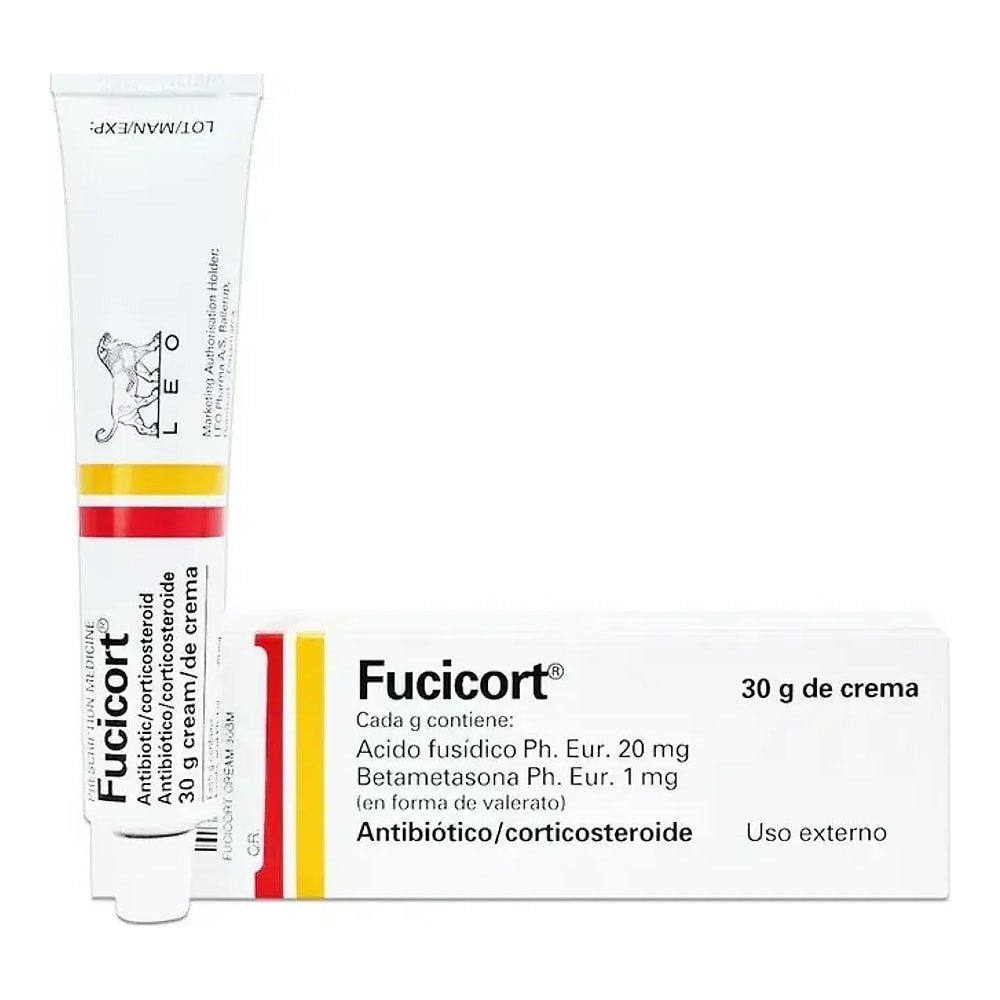 LOT/MAN/EXP:
LEO
Marketing Authorisation Holder:
LEO Pharma A/S, Ballerup,
PRESCRIPTION MEDICINE
Fucicort®
Antibiotic/corticosteroid
Antibiótico/corticosteroide
30 g cream/de crema
FUCICORT CREAM 30GM
Fucicort®
30 g de crema
Cada g contiene:
Acido fusídico Ph. Eur. 20 mg
Betametasona Ph. Eur. 1 mg
(en forma de valerato)
Antibiótico/corticosteroide
Uso externo